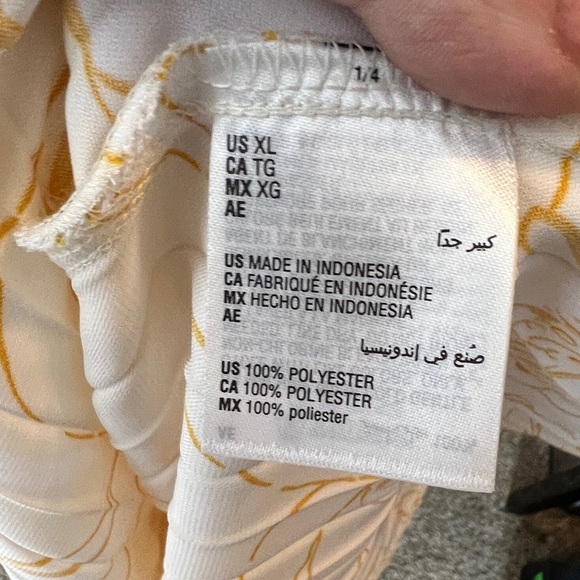 1/4
US XL
CA TG
MX XG
AE
كبير جدًا
US MADE IN INDONESIA
CA FABRIQUÉ EN INDONÉSIE
MX HECHO EN INDONESIA
AE
صُنع في إندونيسيا
US 100% POLYESTER
CA 100% POLYESTER
MX 100% poliester